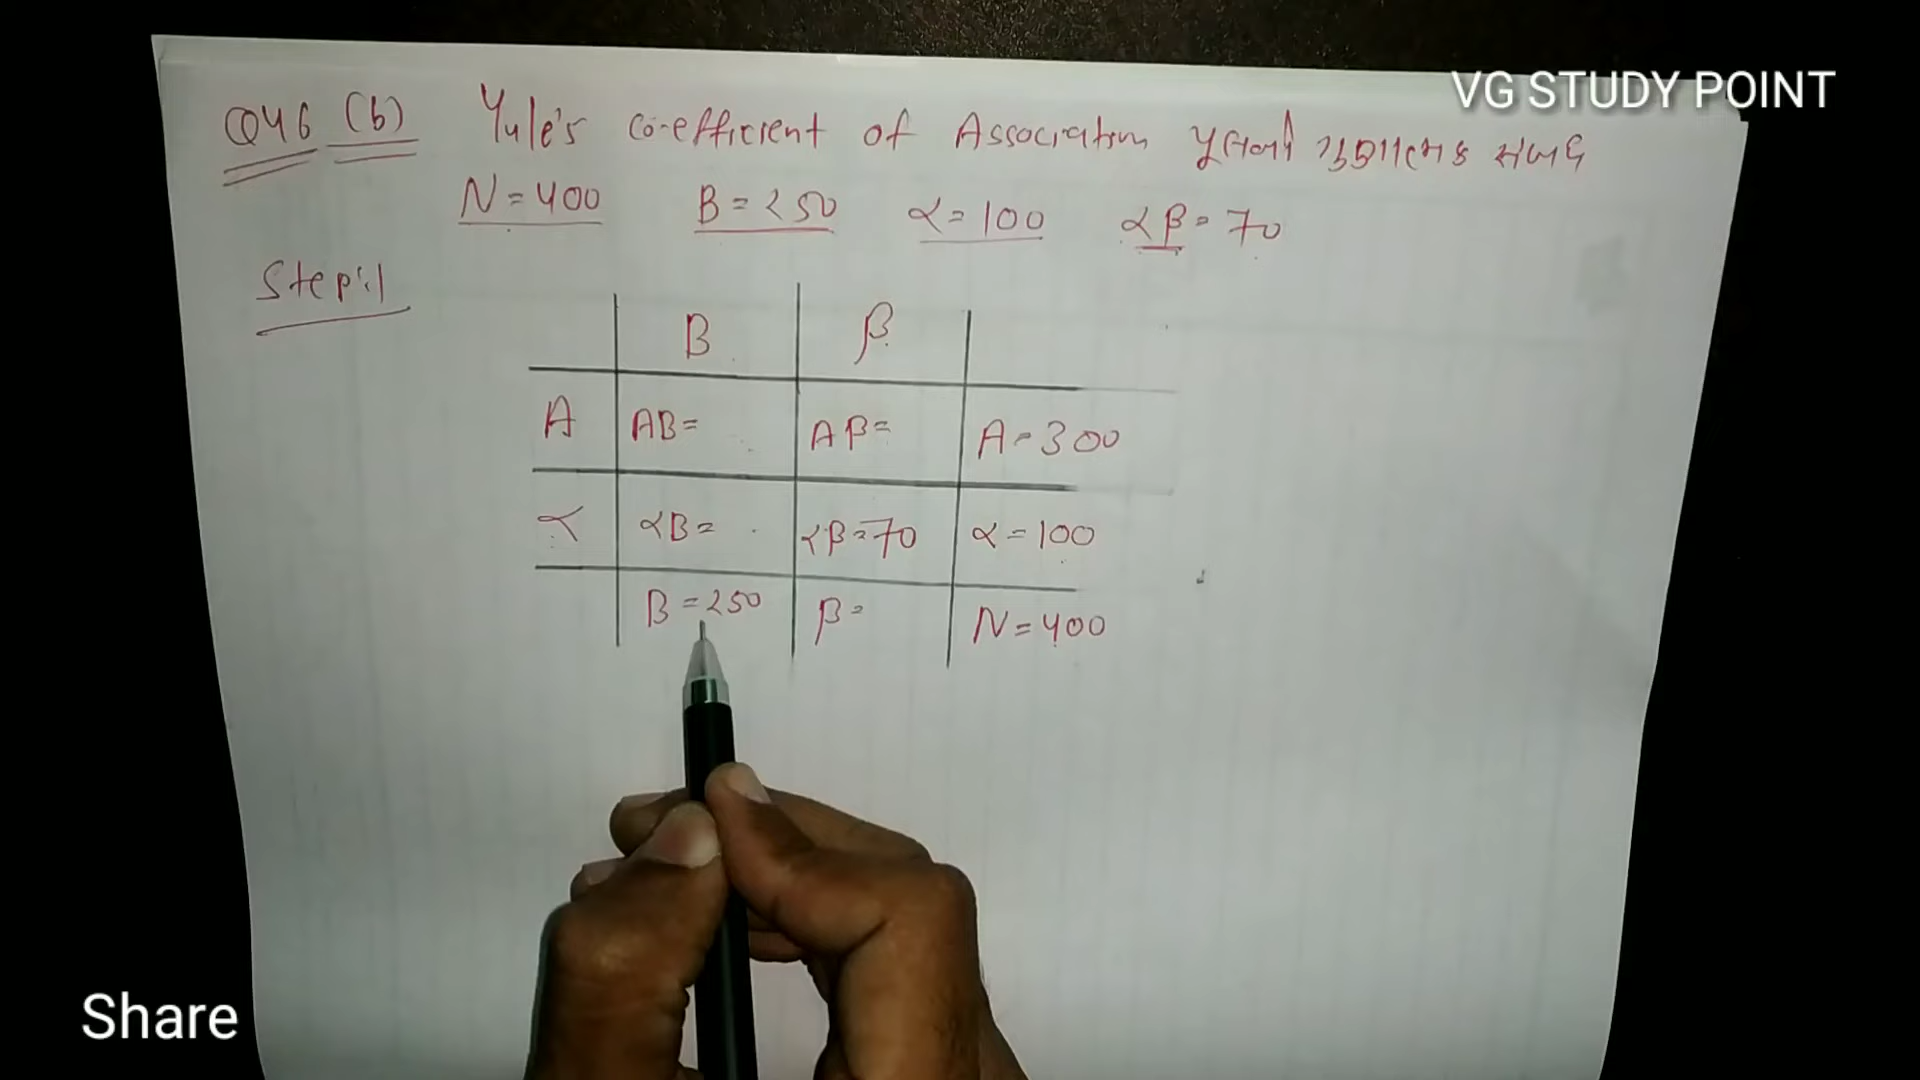 VG STUDY POINT
Q46 (b) Yule's co-efficient of Association
N=400 B=250 α=100 αβ=70
Step:1
B β
A AB= Aβ= A=300
α αB= αβ=70 α=100
B=250 β= N=400
Share